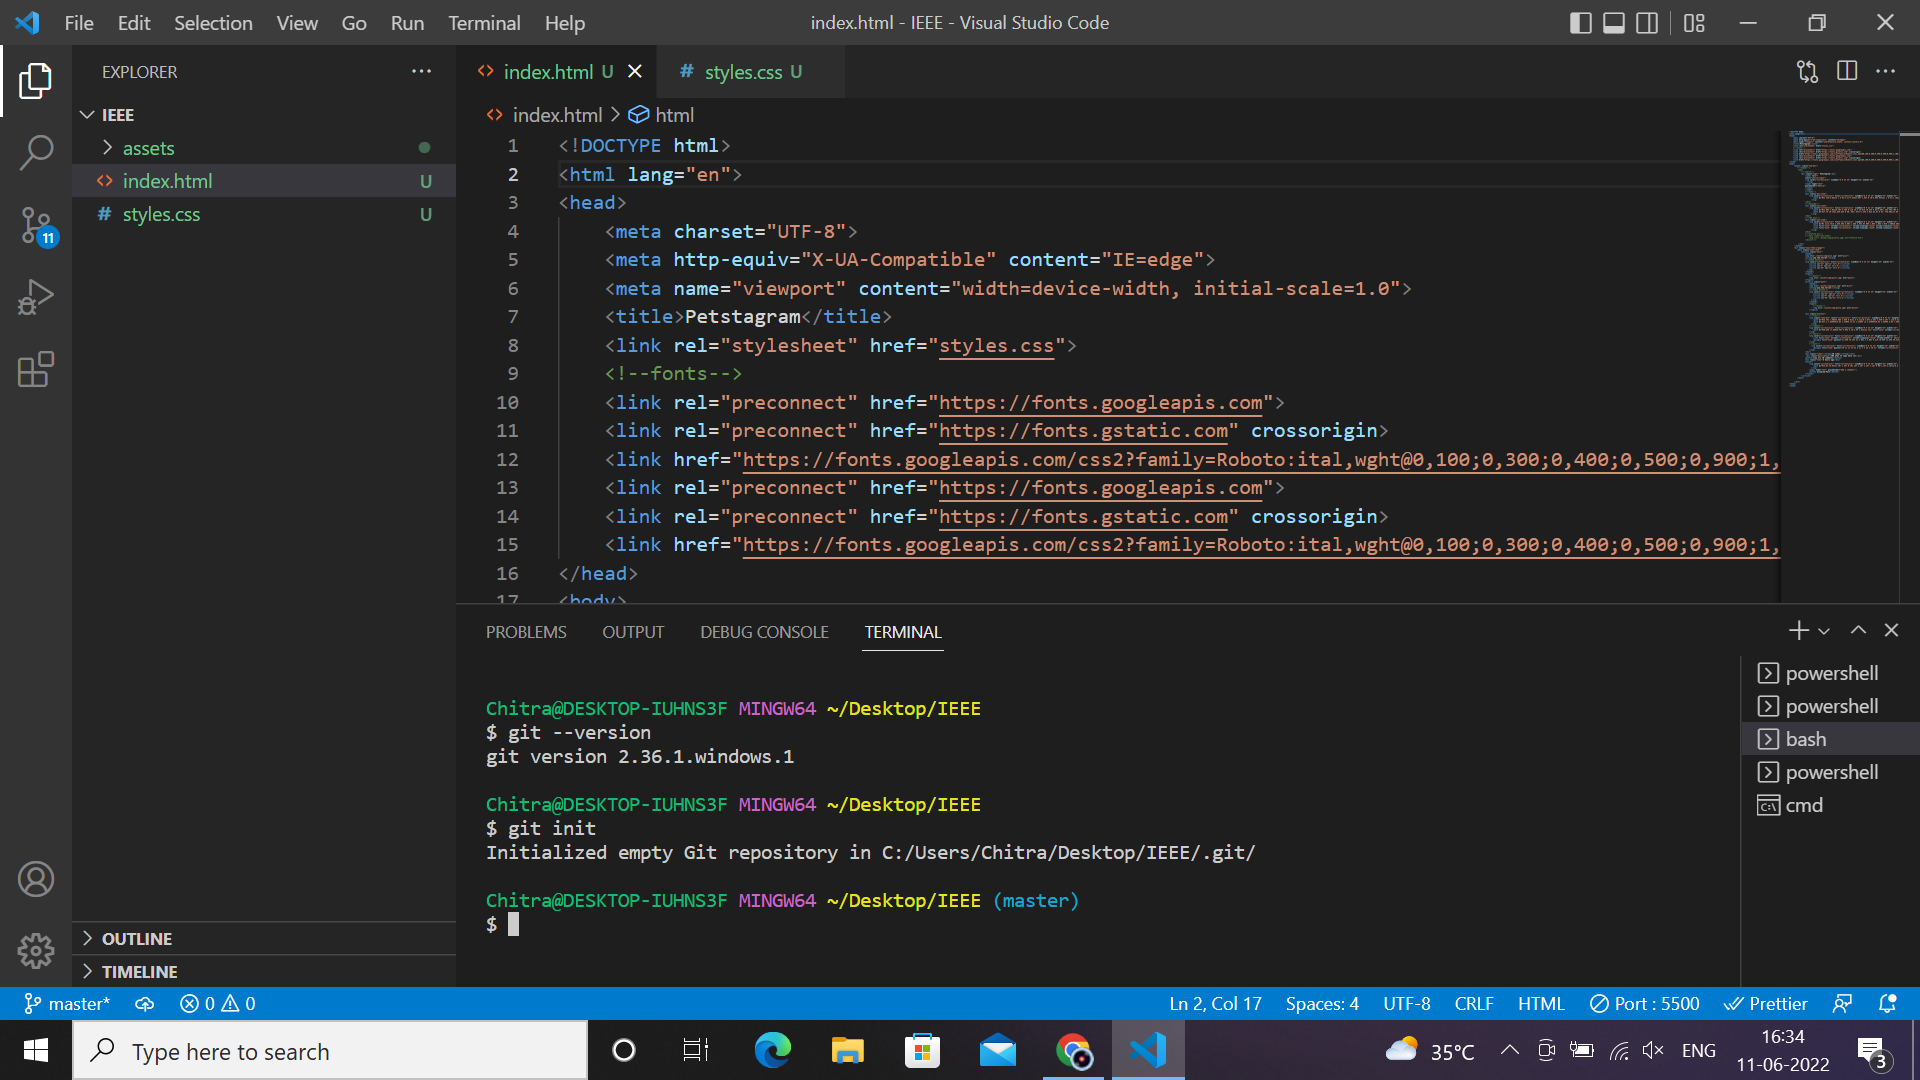 File Edit Selection View Go Run Terminal Help
index.html - IEEE - Visual Studio Code
EXPLORER
IEEE
assets
index.html U
styles.css U
11
OUTLINE
TIMELINE
index.html U
# styles.css U
index.html > html
1 <!DOCTYPE html>
2 <html lang="en">
3 <head>
4 <meta charset="UTF-8">
5 <meta http-equiv="X-UA-Compatible" content="IE=edge">
6 <meta name="viewport" content="width=device-width, initial-scale=1.0">
7 <title>Petstagram</title>
8 <link rel="stylesheet" href="styles.css">
9 <!--fonts-->
10 <link rel="preconnect" href="https://fonts.googleapis.com">
11 <link rel="preconnect" href="https://fonts.gstatic.com" crossorigin>
12 <link href="https://fonts.googleapis.com/css2?family=Roboto:ital,wght@0,100;0,300;0,400;0,500;0,900;1,
13 <link rel="preconnect" href="https://fonts.googleapis.com">
14 <link rel="preconnect" href="https://fonts.gstatic.com" crossorigin>
15 <link href="https://fonts.googleapis.com/css2?family=Roboto:ital,wght@0,100;0,300;0,400;0,500;0,900;1,
16 </head>
17 <body>
PROBLEMS OUTPUT DEBUG CONSOLE TERMINAL
Chitra@DESKTOP-IUHNS3F MINGW64 ~/Desktop/IEEE
$ git --version
git version 2.36.1.windows.1
Chitra@DESKTOP-IUHNS3F MINGW64 ~/Desktop/IEEE
$ git init
Initialized empty Git repository in C:/Users/Chitra/Desktop/IEEE/.git/
Chitra@DESKTOP-IUHNS3F MINGW64 ~/Desktop/IEEE (master)
$
powershell
powershell
bash
powershell
cmd
master* 0 0 Ln 2, Col 17 Spaces: 4 UTF-8 CRLF HTML Port : 5500 Prettier
Type here to search
35°C
ENG
16:34
11-06-2022
3